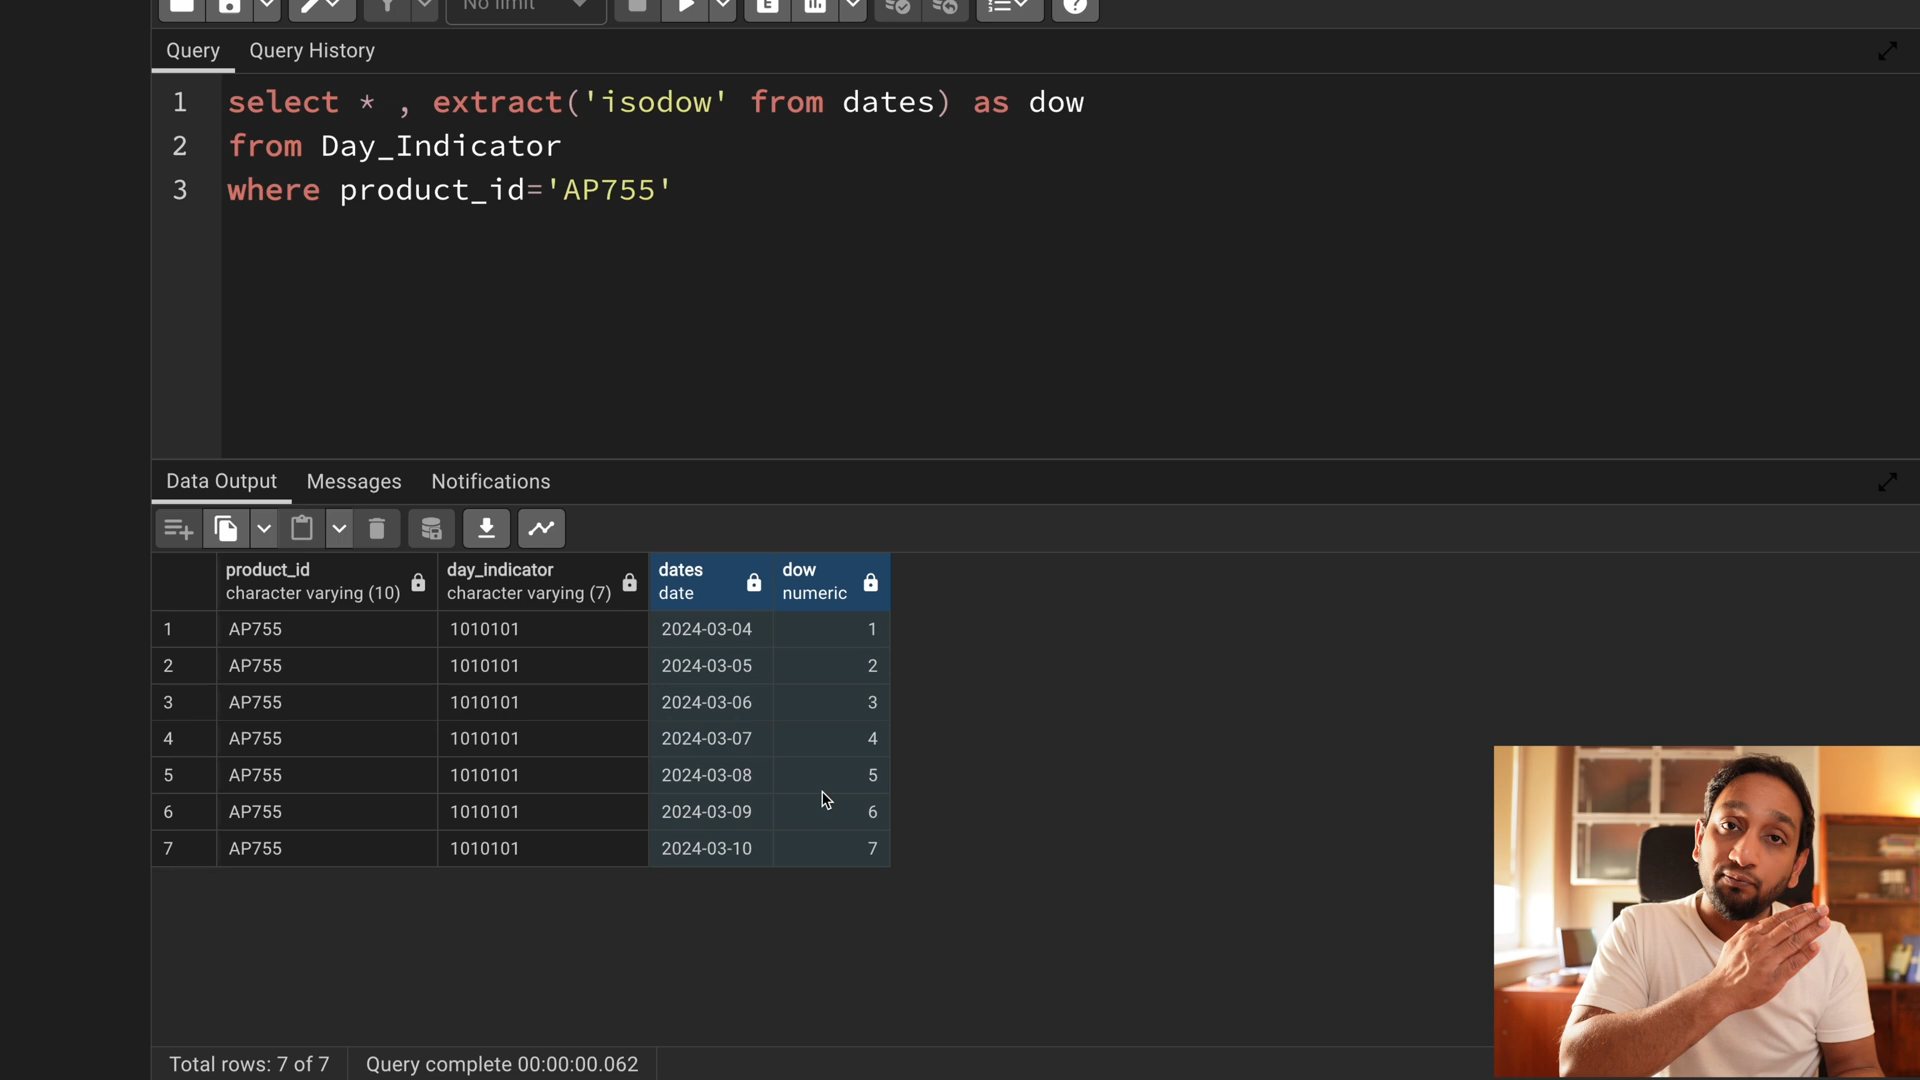 No limit
Query Query History
1 select * , extract('isodow' from dates) as dow
2 from Day_Indicator
3 where product_id='AP755'
Data Output Messages Notifications
product_id day_indicator dates dow
character varying (10) character varying (7) date numeric
1 AP755 1010101 2024-03-04 1
2 AP755 1010101 2024-03-05 2
3 AP755 1010101 2024-03-06 3
4 AP755 1010101 2024-03-07 4
5 AP755 1010101 2024-03-08 5
6 AP755 1010101 2024-03-09 6
7 AP755 1010101 2024-03-10 7
Total rows: 7 of 7 Query complete 00:00:00.062